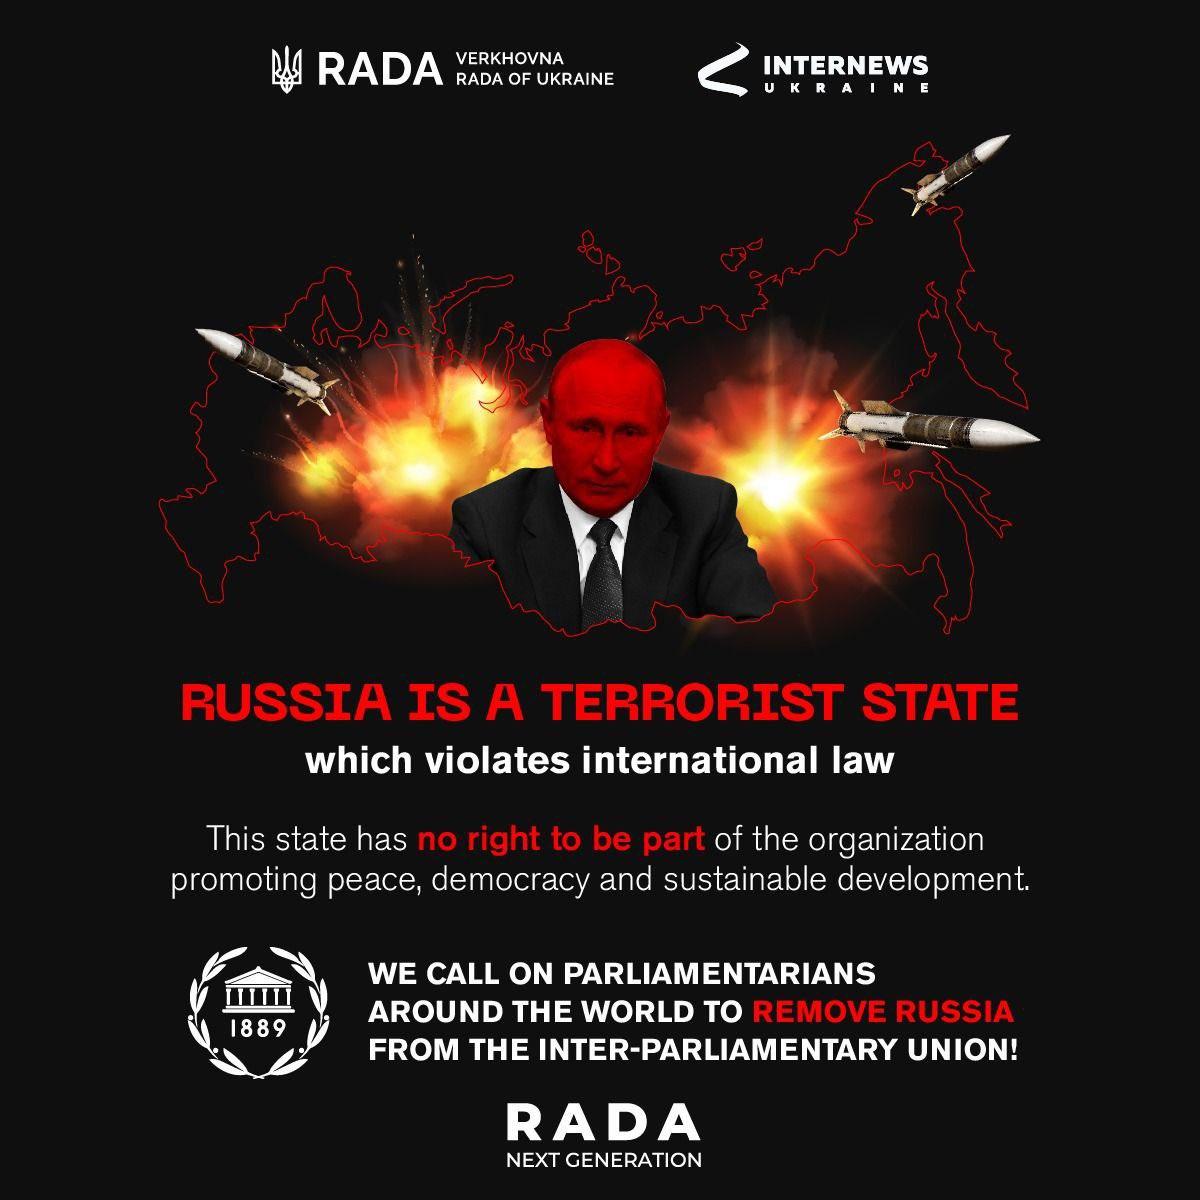 RADA VERKHOVNA
RADA OF UKRAINE
INTERNEWS
UKRAINE
RUSSIA IS A TERRORIST STATE
which violates international law
This state has no right to be part of the organization
promoting peace, democracy and sustainable development.
1889
WE CALL ON PARLIAMENTARIANS
AROUND THE WORLD TO REMOVE RUSSIA
FROM THE INTER-PARLIAMENTARY UNION!
RADA
NEXT GENERATION